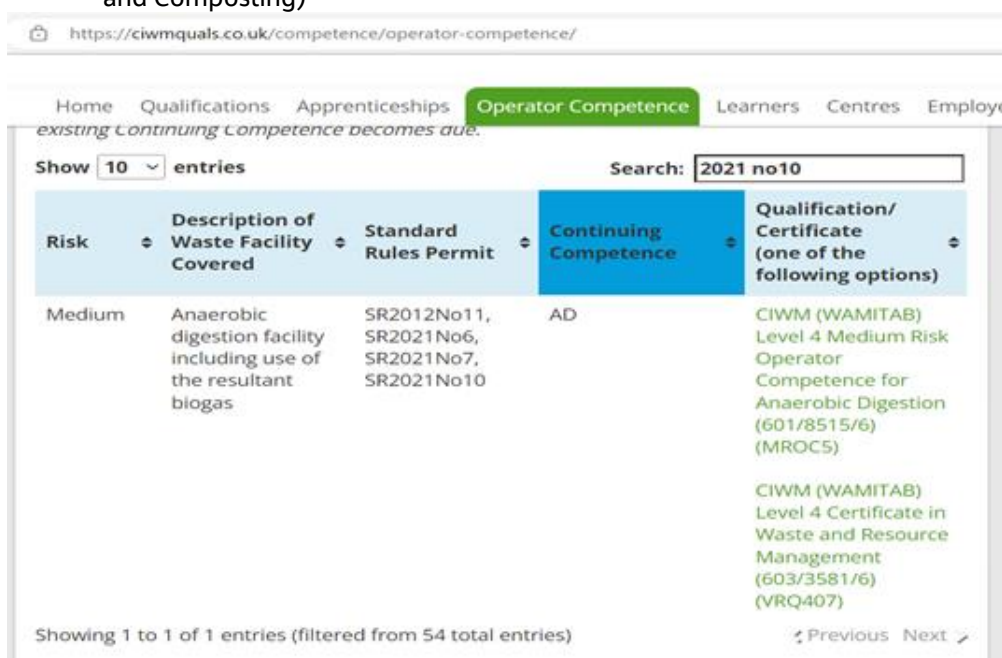 and Composting)
https://ciwmquals.co.uk/competence/operator-competence/
Home Qualifications Apprenticeships Operator Competence Learners Centres Employe
existing Continuing Competence becomes due.
Show 10 entries Search: 2021 no10
Risk
Description of
Waste Facility
Covered
Standard
Rules Permit
Continuing
Competence
Qualification/
Certificate
(one of the
following options)
Medium
Anaerobic
digestion facility
including use of
the resultant
biogas
SR2012No11,
SR2021No6,
SR2021No7,
SR2021No10
AD
CIWM (WAMITAB)
Level 4 Medium Risk
Operator
Competence for
Anaerobic Digestion
(601/8515/6)
(MROC5)
CIWM (WAMITAB)
Level 4 Certificate in
Waste and Resource
Management
(603/3581/6)
(VRQ407)
Showing 1 to 1 of 1 entries (filtered from 54 total entries) Previous Next